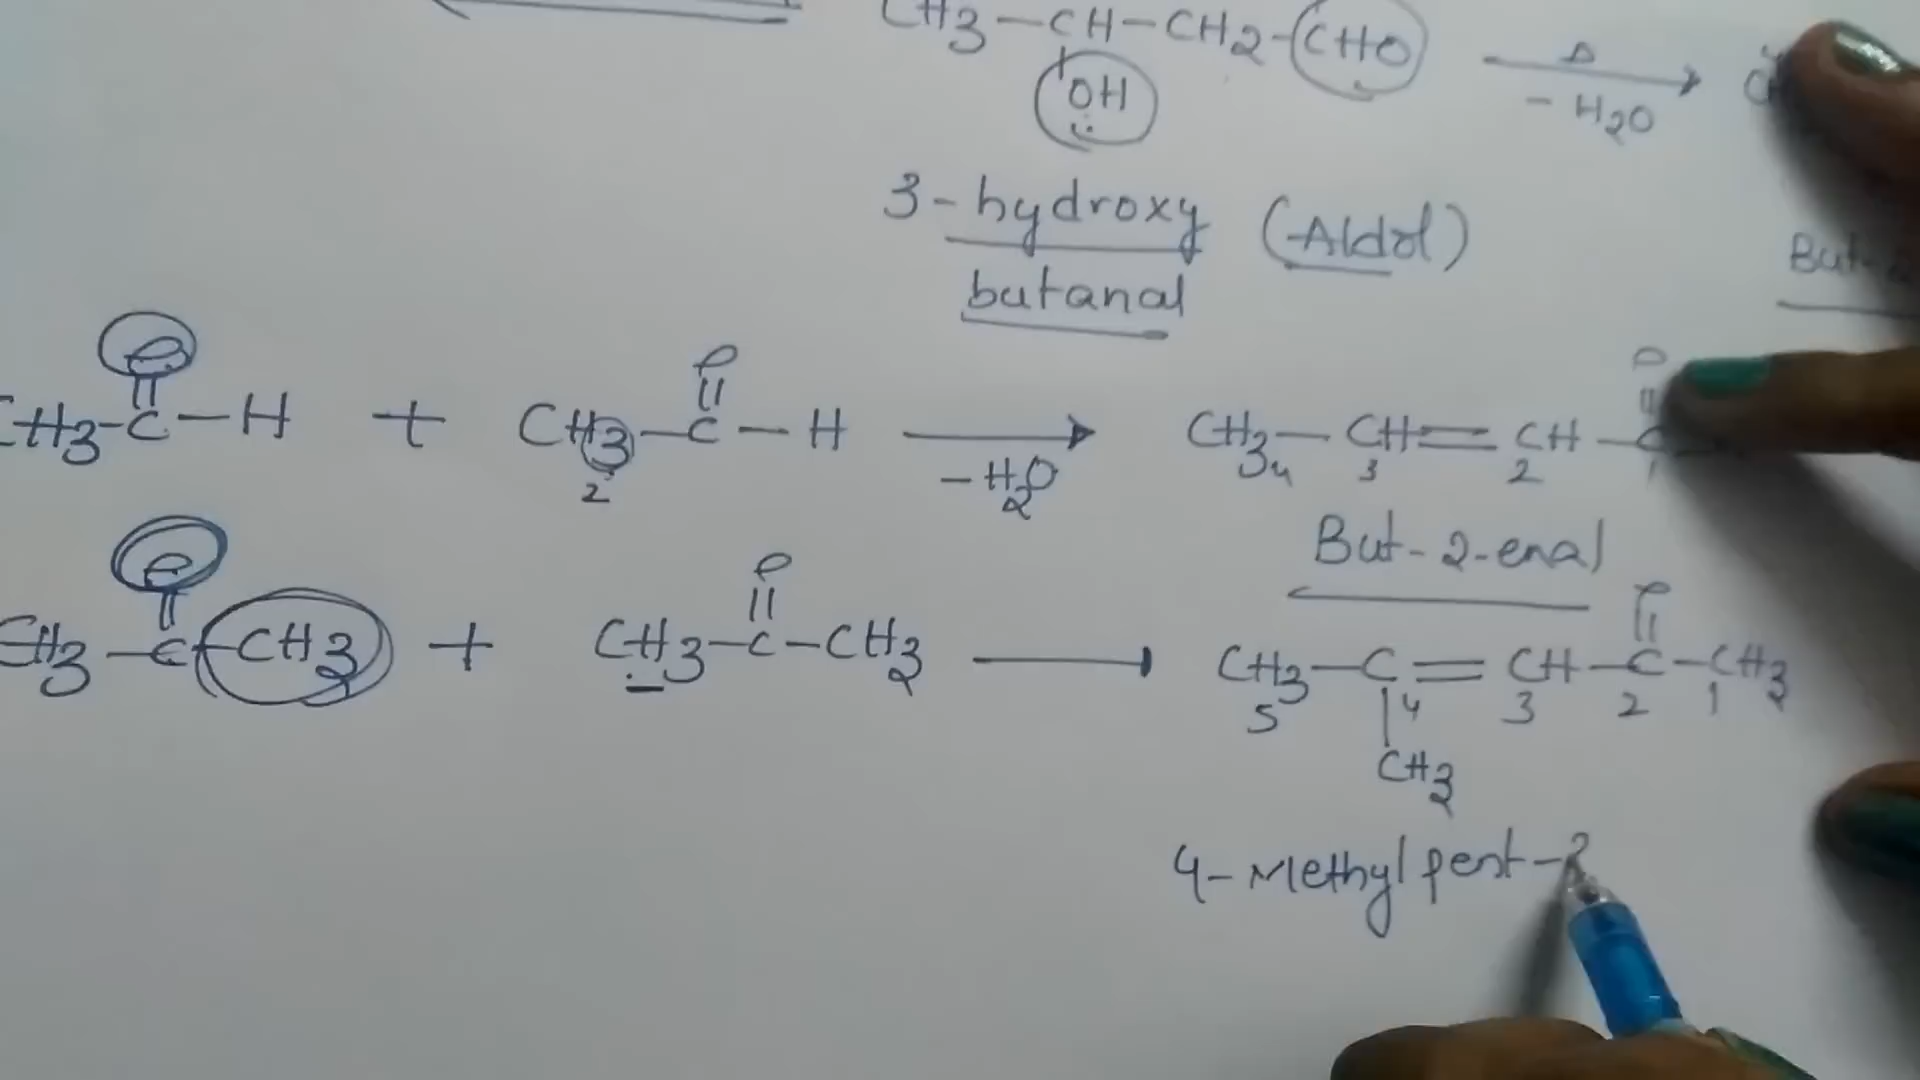 CH3-CH-CH2-CHO
OH
Δ
- H2O
3-hydroxy (Aldol)
butanal
But-
O
CH3-C-H + CH3-C-H → CH3-CH=CH-C
O
O
2
-H2O
4 3 2 1
But-2-enal
O
O
O
CH3-C-CH3 + CH3-C-CH3 → CH3-C=CH-C-CH3
5 4 3 2 1
CH3
4-Methyl pent-3